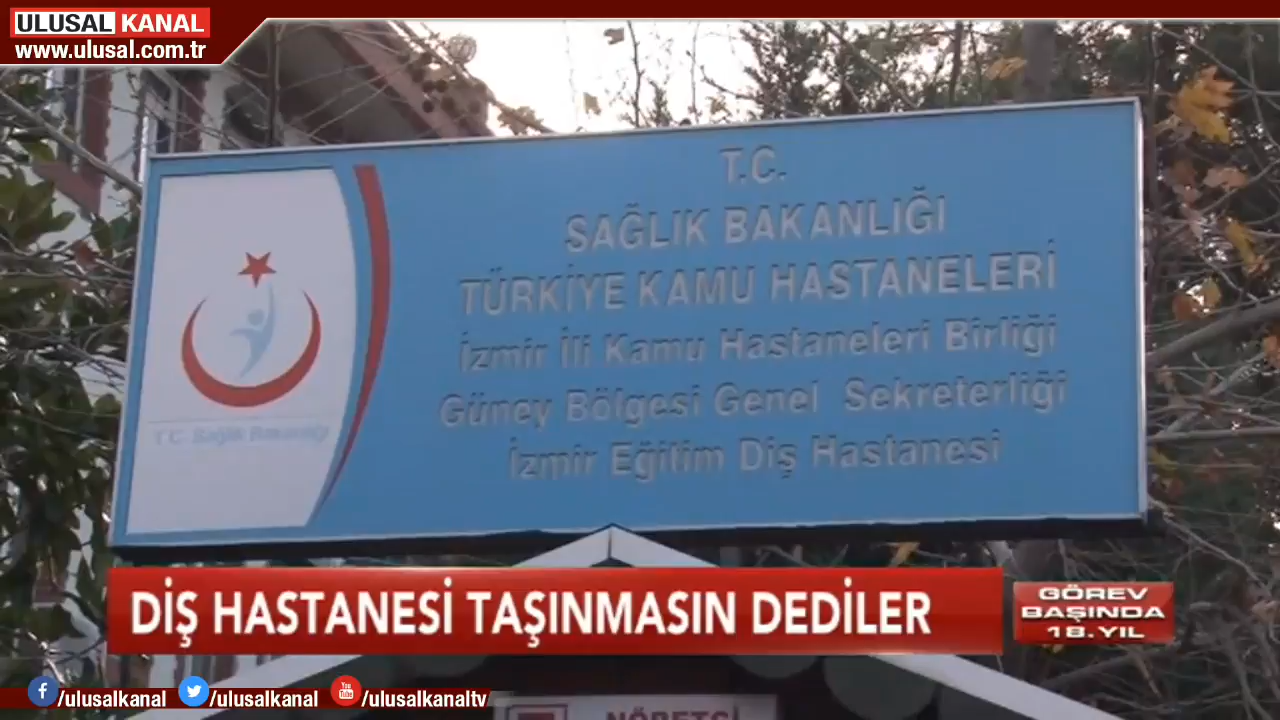 ULUSAL KANAL
www.ulusal.com.tr
T.C.
SAĞLIK BAKANLIĞI
TÜRKİYE KAMU HASTANELERİ
İzmir İli Kamu Hastaneleri Birliği
Güney Bölgesi Genel Sekreterliği
İzmir Eğitim Diş Hastanesi
T.C. Sağlık Bakanlığı
DİŞ HASTANESİ TAŞINMASIN DEDİLER
GÖREV
BAŞINDA
18.YIL
/ulusalkanal
/ulusalkanal
/ulusalkanaltv
NÖBETÇİ